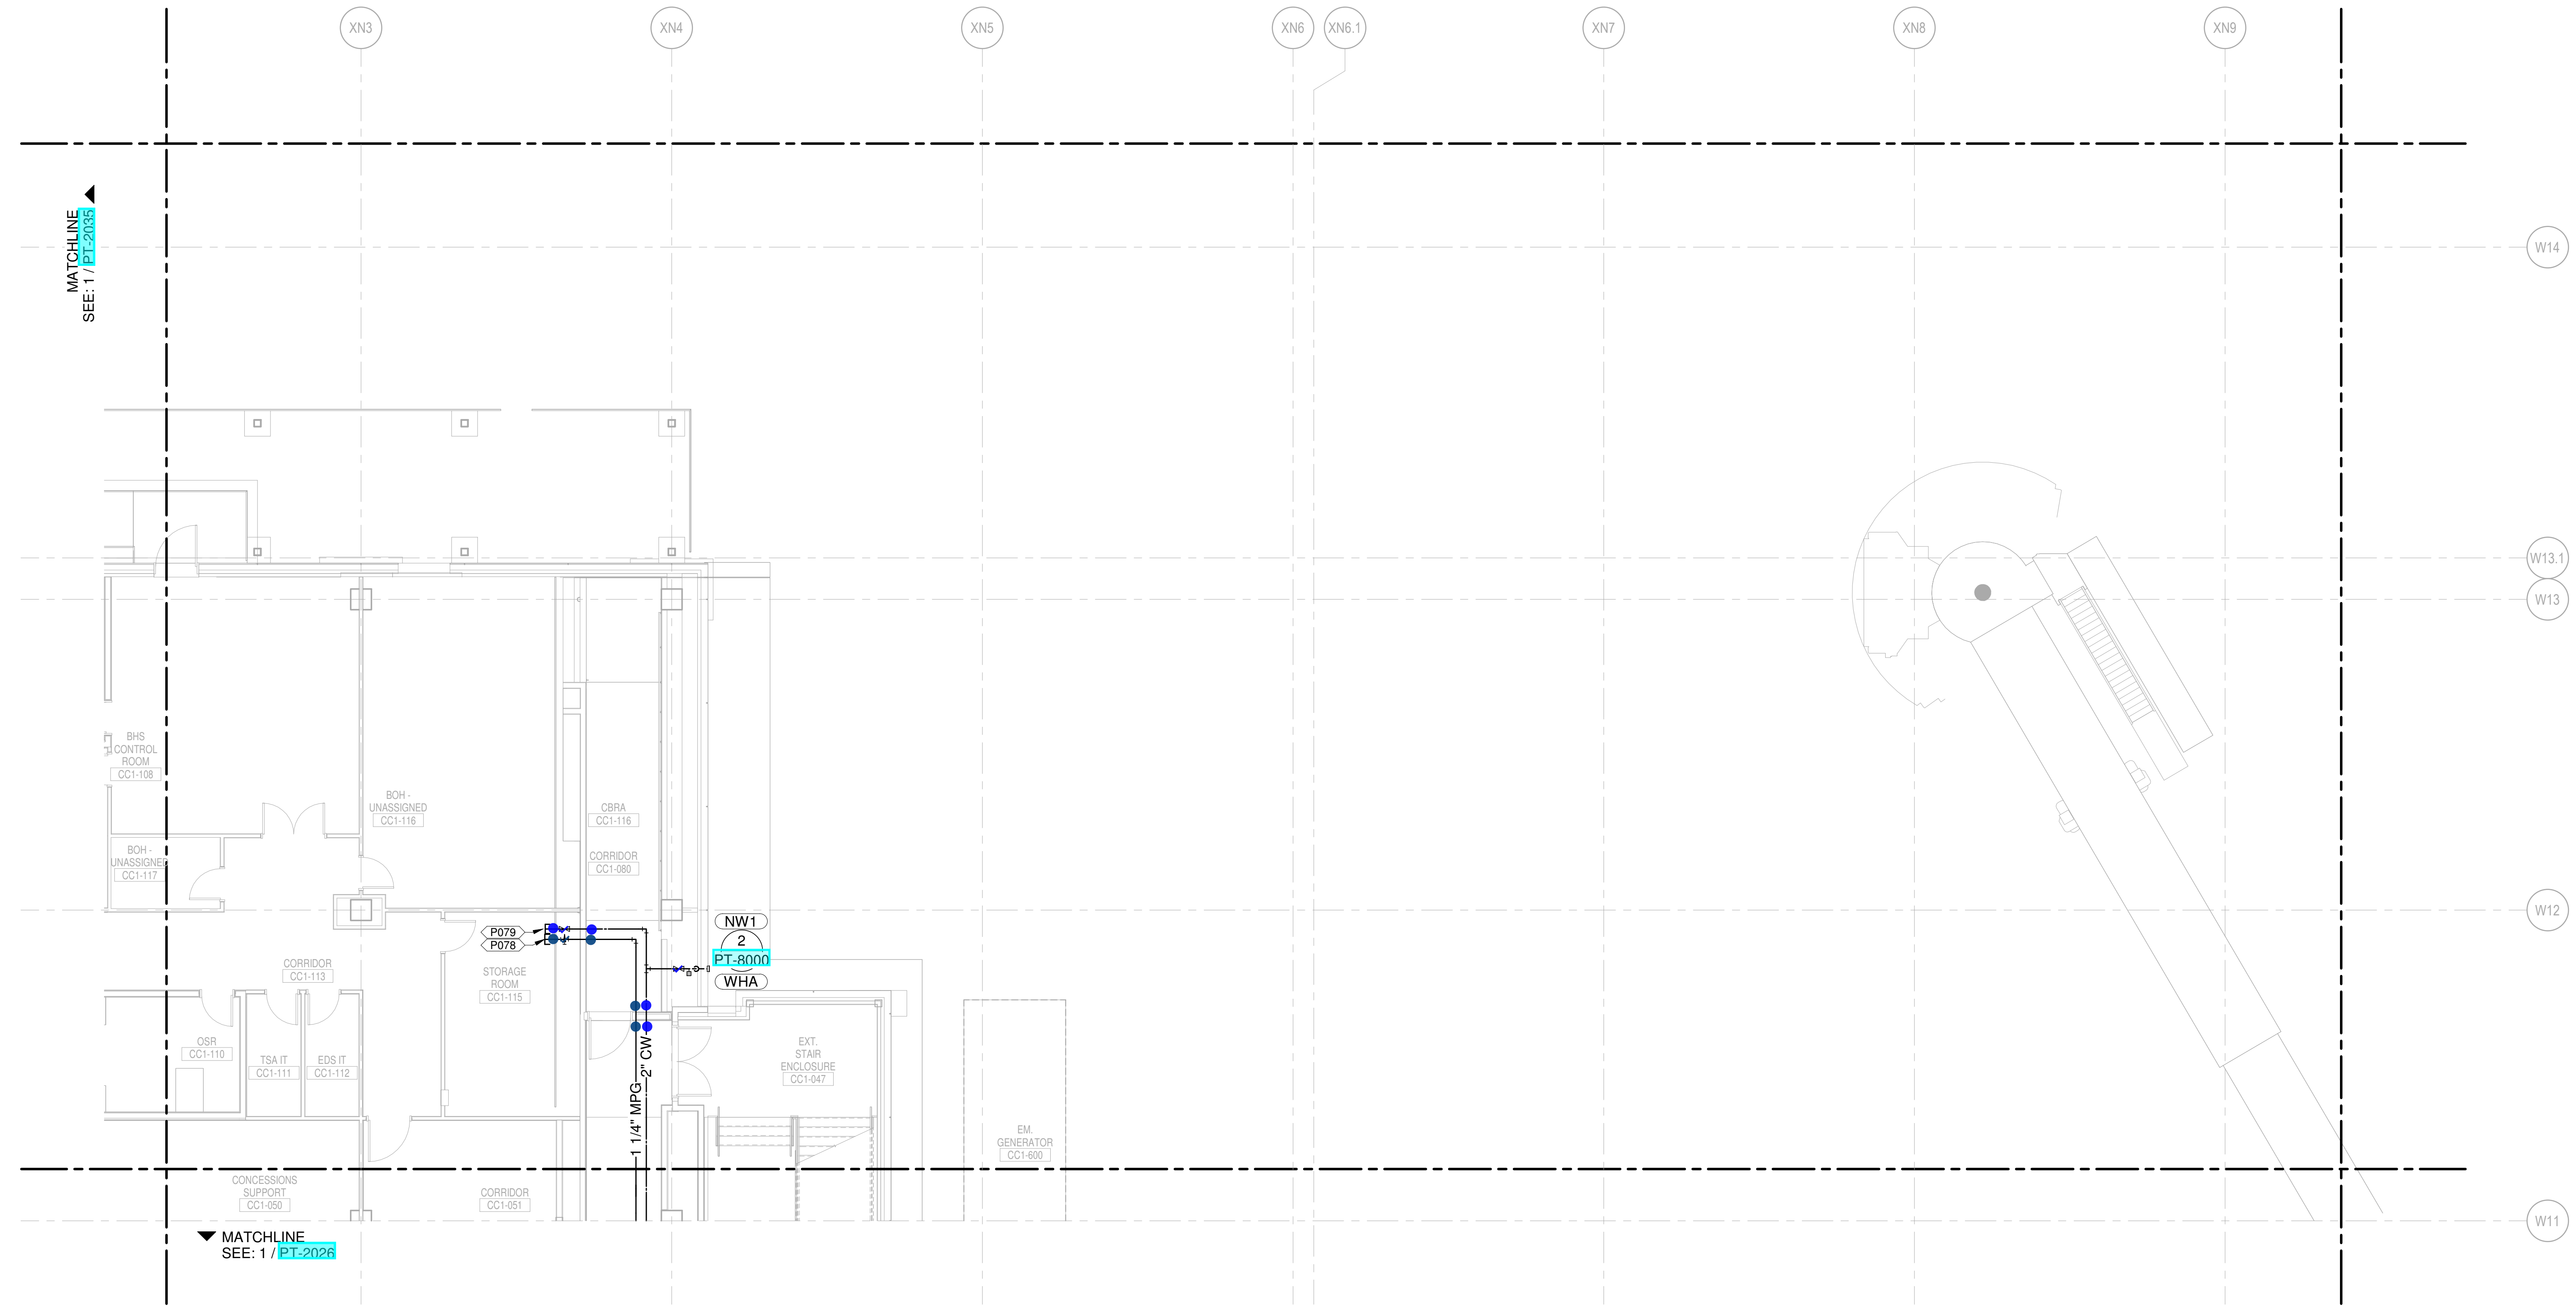 XN3
XN4
XN5
XN6
XN6.1
XN7
XN8
XN9
MATCHLINE
SEE: 1 / PT-2035
W14
W13.1
W13
BHS
CONTROL
ROOM
CC1-108
BOH -
UNASSIGNED
CC1-116
CBRA
CC1-116
BOH -
UNASSIGNED
CC1-117
CORRIDOR
CC1-080
W12
NW1
2
PT-8000
WHA
P079
P078
CORRIDOR
CC1-113
STORAGE
ROOM
CC1-115
OSR
CC1-110
TSA IT
CC1-111
EDS IT
CC1-112
EXT.
STAIR
ENCLOSURE
CC1-047
1 1/4" MPG
2" CW
EM.
GENERATOR
CC1-600
CONCESSIONS
SUPPORT
CC1-050
CORRIDOR
CC1-051
W11
MATCHLINE
SEE: 1 / PT-2026